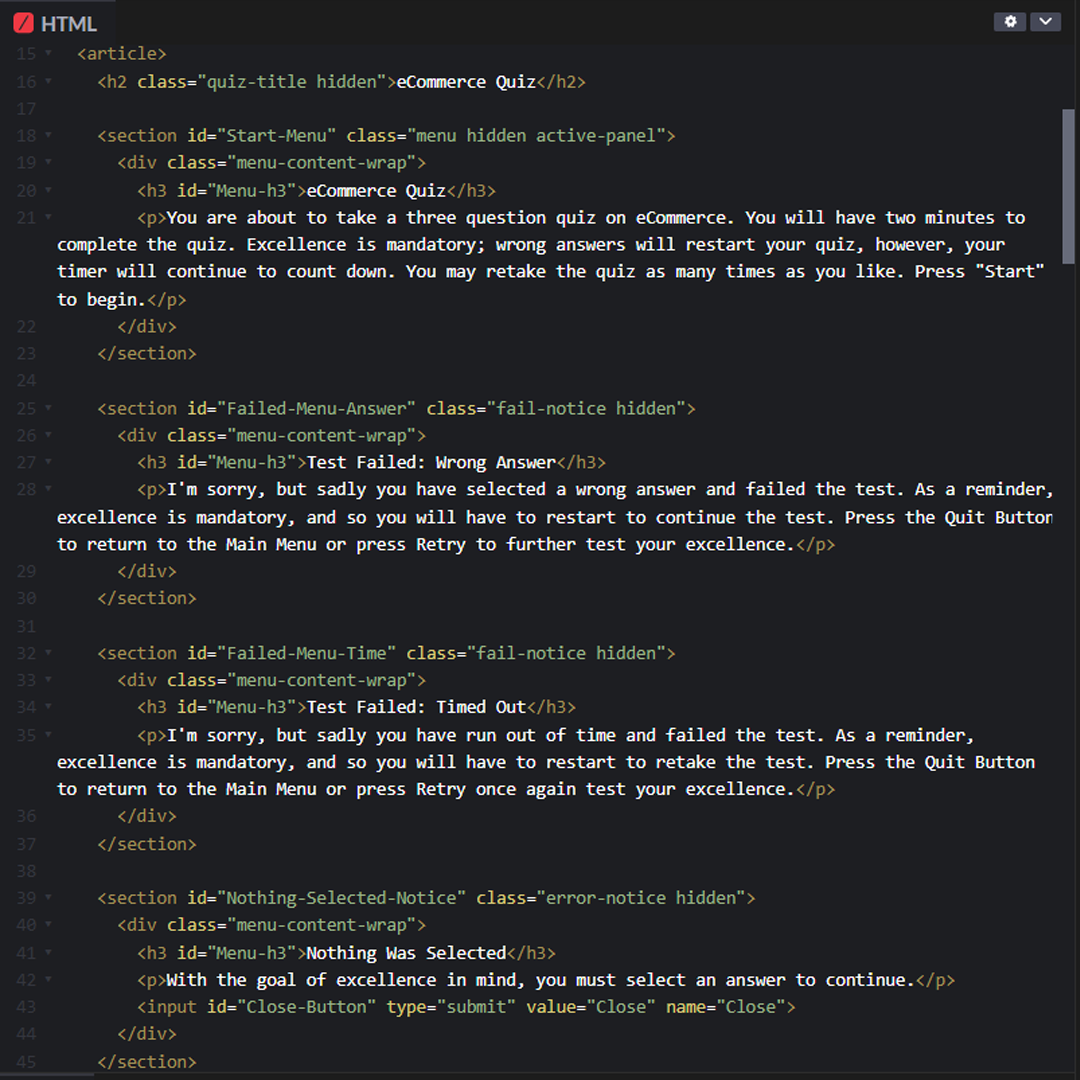 HTML
15 <article>
16 <h2 class="quiz-title hidden">eCommerce Quiz</h2>
17
18 <section id="Start-Menu" class="menu hidden active-panel">
19 <div class="menu-content-wrap">
20 <h3 id="Menu-h3">eCommerce Quiz</h3>
21 <p>You are about to take a three question quiz on eCommerce. You will have two minutes to
complete the quiz. Excellence is mandatory; wrong answers will restart your quiz, however, your
timer will continue to count down. You may retake the quiz as many times as you like. Press "Start"
to begin.</p>
22 </div>
23 </section>
24
25 <section id="Failed-Menu-Answer" class="fail-notice hidden">
26 <div class="menu-content-wrap">
27 <h3 id="Menu-h3">Test Failed: Wrong Answer</h3>
28 <p>I'm sorry, but sadly you have selected a wrong answer and failed the test. As a reminder,
excellence is mandatory, and so you will have to restart to continue the test. Press the Quit Button
to return to the Main Menu or press Retry to further test your excellence.</p>
29 </div>
30 </section>
31
32 <section id="Failed-Menu-Time" class="fail-notice hidden">
33 <div class="menu-content-wrap">
34 <h3 id="Menu-h3">Test Failed: Timed Out</h3>
35 <p>I'm sorry, but sadly you have run out of time and failed the test. As a reminder,
excellence is mandatory, and so you will have to restart to retake the test. Press the Quit Button
to return to the Main Menu or press Retry once again test your excellence.</p>
36 </div>
37 </section>
38
39 <section id="Nothing-Selected-Notice" class="error-notice hidden">
40 <div class="menu-content-wrap">
41 <h3 id="Menu-h3">Nothing Was Selected</h3>
42 <p>With the goal of excellence in mind, you must select an answer to continue.</p>
43 <input id="Close-Button" type="submit" value="Close" name="Close">
44 </div>
45 </section>